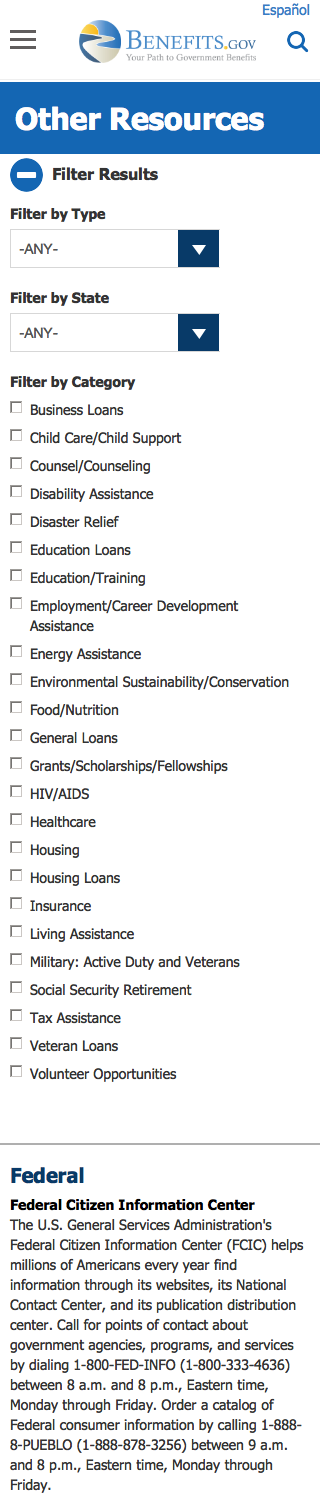 Español
BENEFITS.GOV
Your Path to Government Benefits
Other Resources
Filter Results
Filter by Type
-ANY-
Filter by State
-ANY-
Filter by Category
Business Loans
Child Care/Child Support
Counsel/Counseling
Disability Assistance
Disaster Relief
Education Loans
Education/Training
Employment/Career Development
Assistance
Energy Assistance
Environmental Sustainability/Conservation
Food/Nutrition
General Loans
Grants/Scholarships/Fellowships
HIV/AIDS
Healthcare
Housing
Housing Loans
Insurance
Living Assistance
Military: Active Duty and Veterans
Social Security Retirement
Tax Assistance
Veteran Loans
Volunteer Opportunities
Federal
Federal Citizen Information Center
The U.S. General Services Administration's
Federal Citizen Information Center (FCIC) helps
millions of Americans every year find
information through its websites, its National
Contact Center, and its publication distribution
center. Call for points of contact about
government agencies, programs, and services
by dialing 1-800-FED-INFO (1-800-333-4636)
between 8 a.m. and 8 p.m., Eastern time,
Monday through Friday. Order a catalog of
Federal consumer information by calling 1-888-
8-PUEBLO (1-888-878-3256) between 9 a.m.
and 8 p.m., Eastern time, Monday through
Friday.